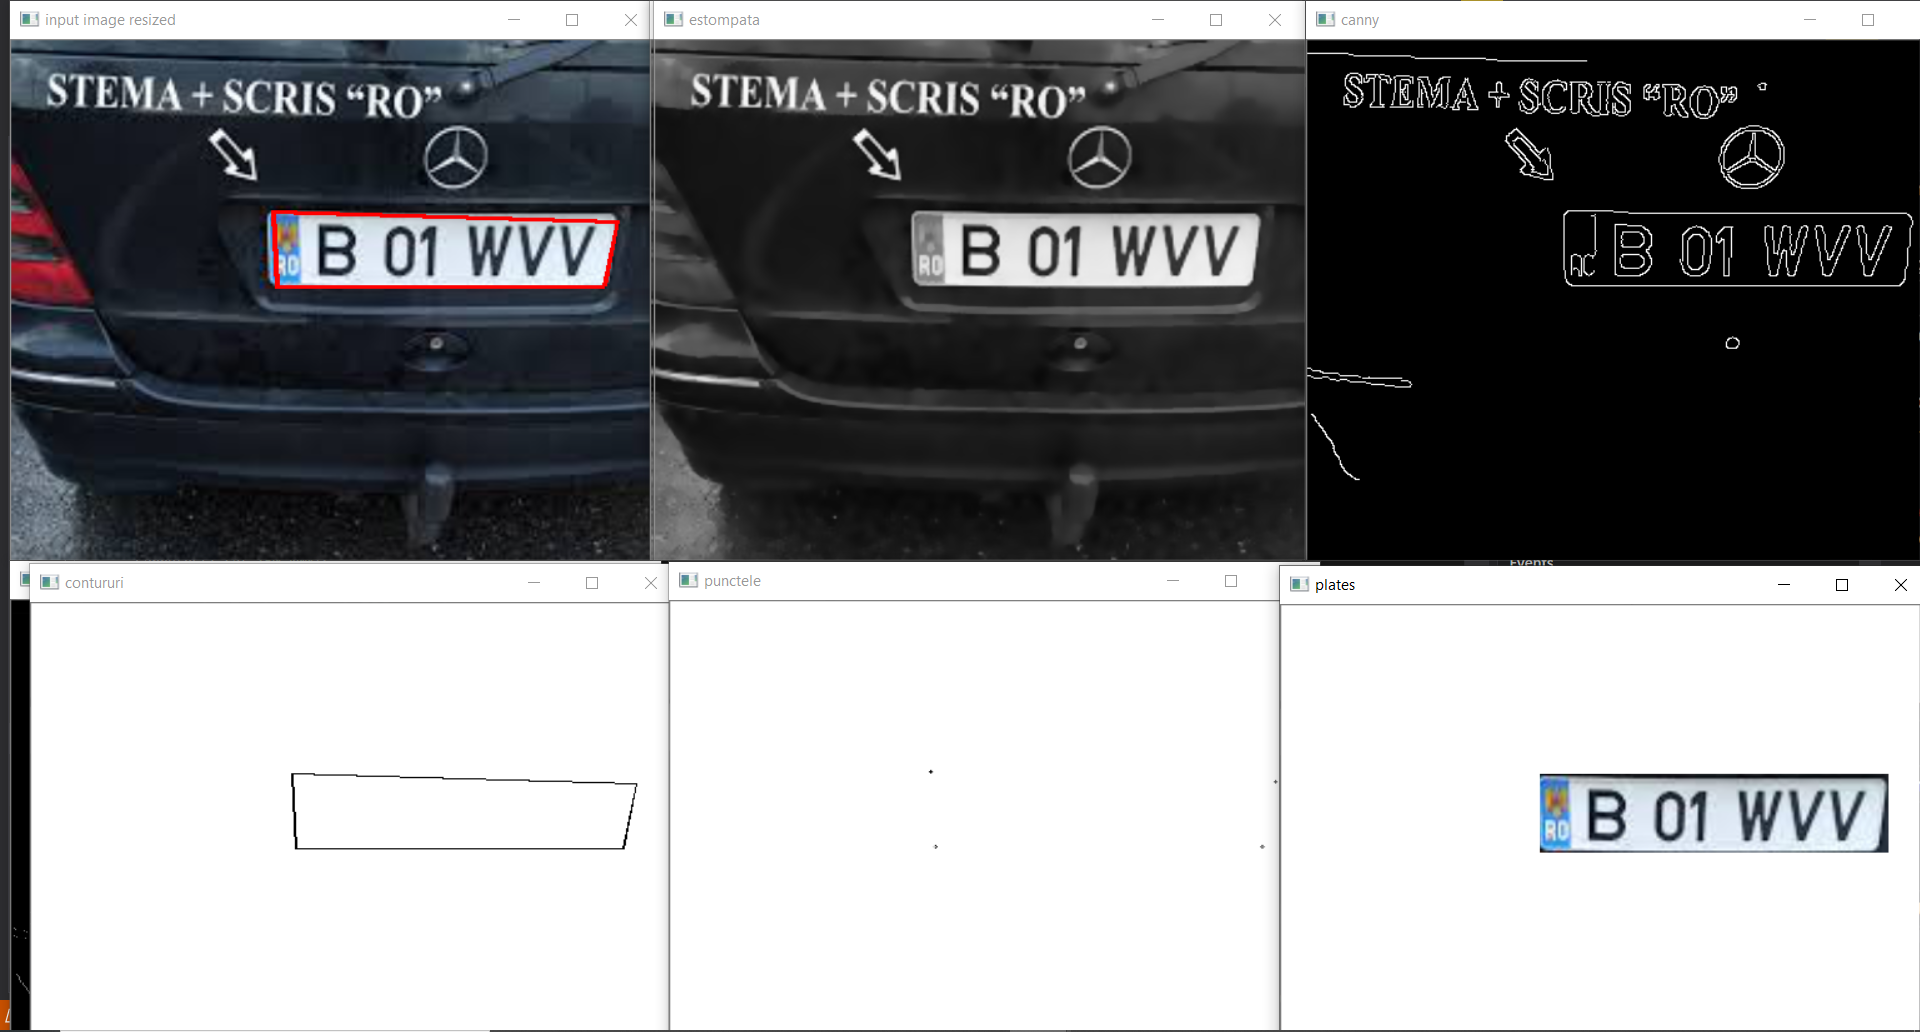 input image resized
STEMA + SCRIS “RO”
RO
B 01 WVV
estompata
STEMA + SCRIS “RO”
RO
B 01 WVV
canny
STEMA + SCRIS “RO”
B 01 WVV
Events
contururi
punctele
plates
RO
B 01 WVV